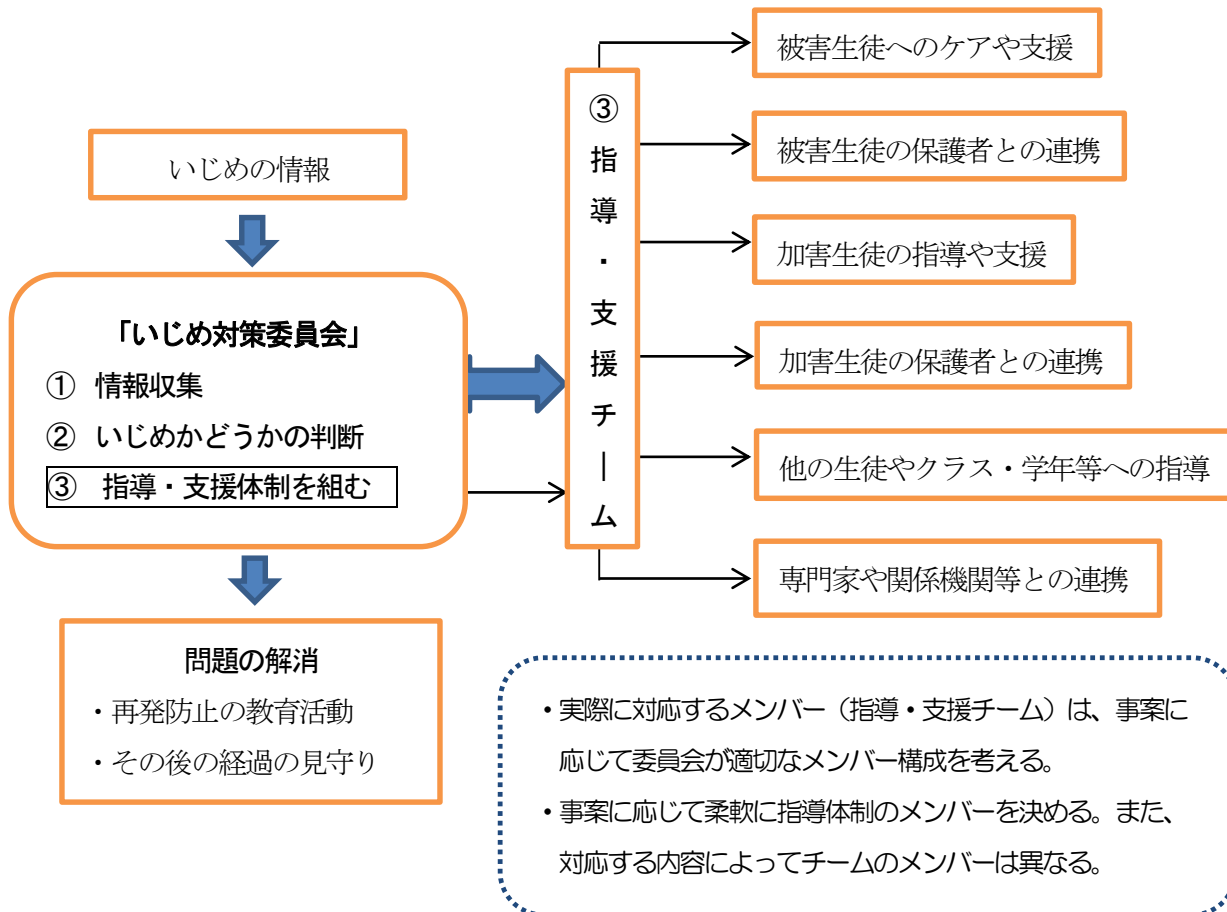 いじめの情報
「いじめ対策委員会」
① 情報収集
② いじめかどうかの判断
③ 指導・支援体制を組む
問題の解消
・再発防止の教育活動
・その後の経過の見守り
③指導・支援チーム
被害生徒へのケアや支援
被害生徒の保護者との連携
加害生徒の指導や支援
加害生徒の保護者との連携
他の生徒やクラス・学年等への指導
専門家や関係機関等との連携
・実際に対応するメンバー（指導・支援チーム）は、事案に
応じて委員会が適切なメンバー構成を考える。
・事案に応じて柔軟に指導体制のメンバーを決める。また、
対応する内容によってチームのメンバーは異なる。